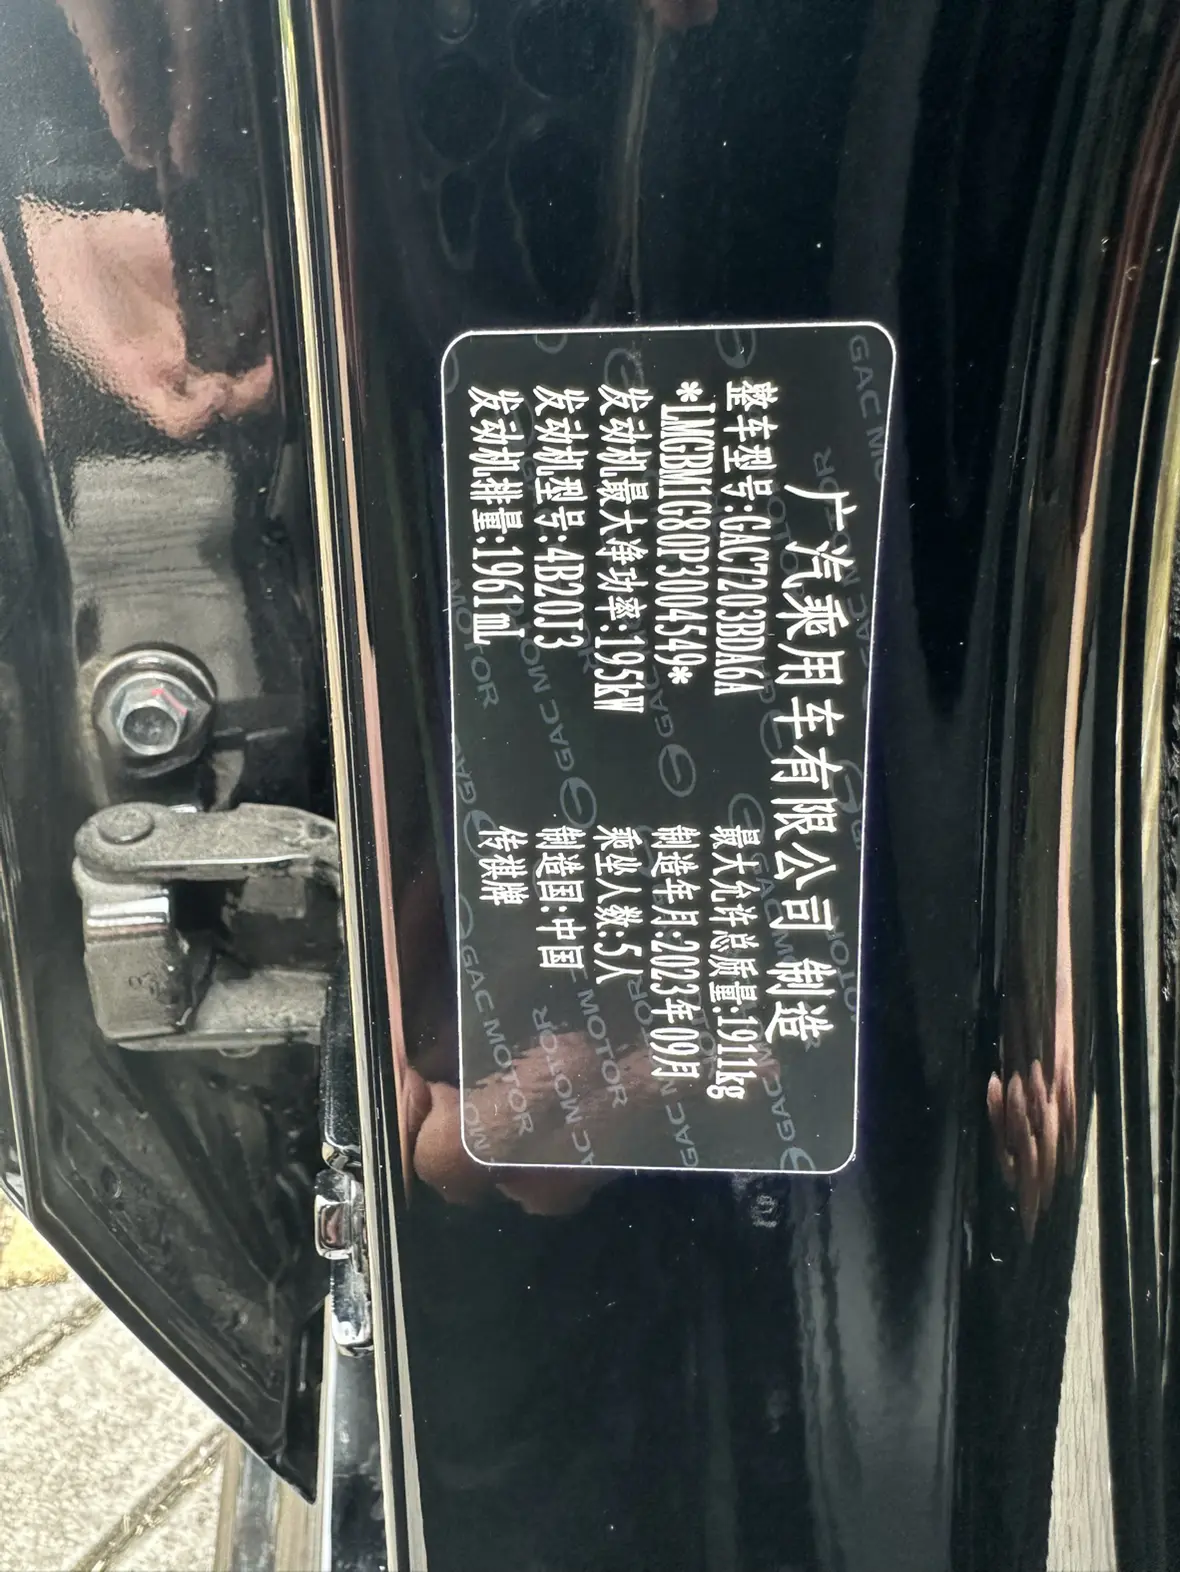 广汽乘用车有限公司 制造
整车型号:GAC7203BDA6A 最大允许总质量:1911kg
*LMGBM1G80P3004549* 制造年月:2023年09月
发动机最大净功率:195kW 乘坐人数:5人
发动机型号:4B20J3 制造国:中国
发动机排量:1961mL 传祺牌
GAC MOTOR